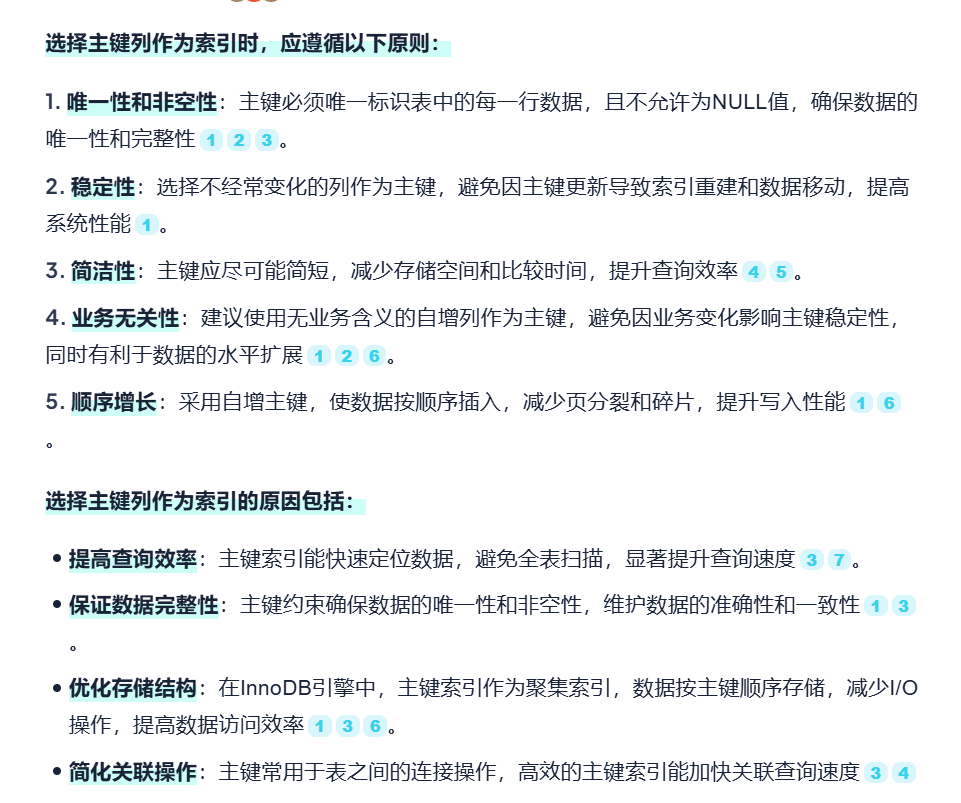 选择主键列作为索引时，应遵循以下原则：
1. 唯一性和非空性：主键必须唯一标识表中的每一行数据，且不允许为NULL值，确保数据的
唯一性和完整性 1 2 3 。
2. 稳定性：选择不经常变化的列作为主键，避免因主键更新导致索引重建和数据移动，提高
系统性能 1 。
3. 简洁性：主键应尽可能简短，减少存储空间和比较时间，提升查询效率 4 5 。
4. 业务无关性：建议使用无业务含义的自增列作为主键，避免因业务变化影响主键稳定性，
同时有利于数据的水平扩展 1 2 6 。
5. 顺序增长：采用自增主键，使数据按顺序插入，减少页分裂和碎片，提升写入性能 1 6
。
选择主键列作为索引的原因包括：
• 提高查询效率：主键索引能快速定位数据，避免全表扫描，显著提升查询速度 3 7 。
• 保证数据完整性：主键约束确保数据的唯一性和非空性，维护数据的准确性和一致性 1 3
。
• 优化存储结构：在InnoDB引擎中，主键索引作为聚集索引，数据按主键顺序存储，减少I/O
操作，提高数据访问效率 1 3 6 。
• 简化关联操作：主键常用于表之间的连接操作，高效的主键索引能加快关联查询速度 3 4